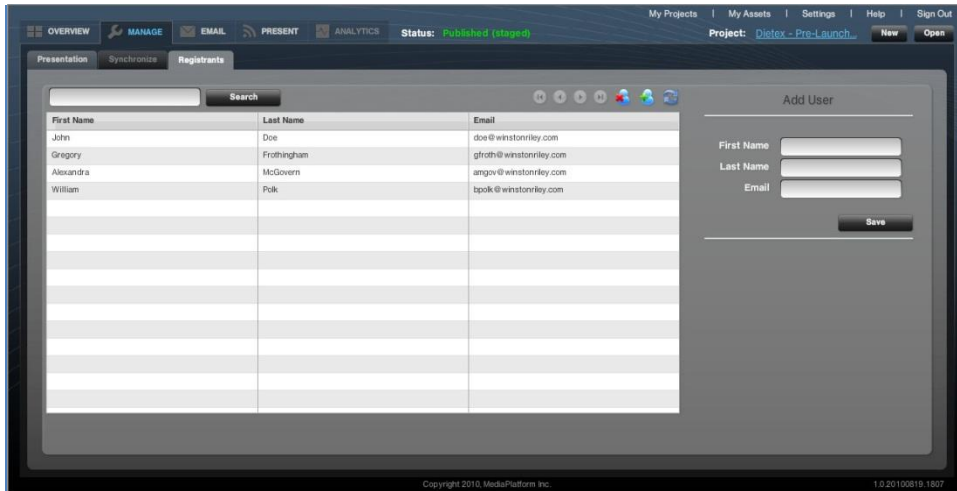 My Projects | My Assets | Settings | Help | Sign Out
OVERVIEW MANAGE EMAIL PRESENT ANALYTICS Status: Published (staged) Project: Dietex - Pre-Launch... New Open
Presentation Synchronize Registrants
Search
Add User
First Name Last Name Email
John Doe doe@winstonriley.com
Gregory Frothingham gfroth@winstonriley.com
Alexandra McGovern amgov@winstonriley.com
William Polk bpolk@winstonriley.com
First Name
Last Name
Email
Save
Copyright 2010, MediaPlatform Inc. 1.0.20100819.1807